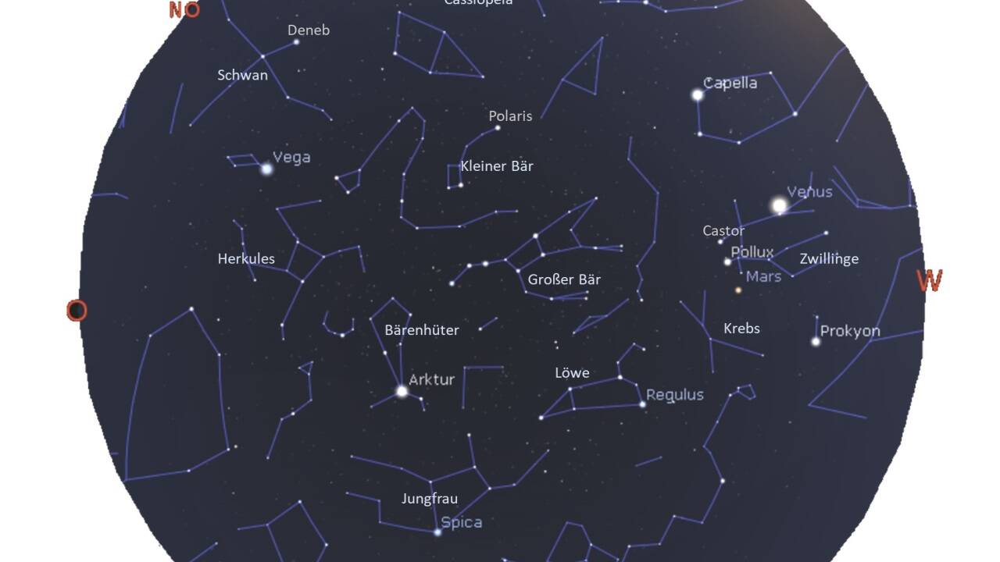 Cassiopeia
NO
Deneb
Schwan
Capella
Polaris
Vega
Kleiner Bär
Venus
Castor
Pollux
Herkules
Zwillinge
Großer Bär
Mars
W
O
Bärenhüter
Krebs
Prokyon
Löwe
Arktur
Regulus
Jungfrau
Spica